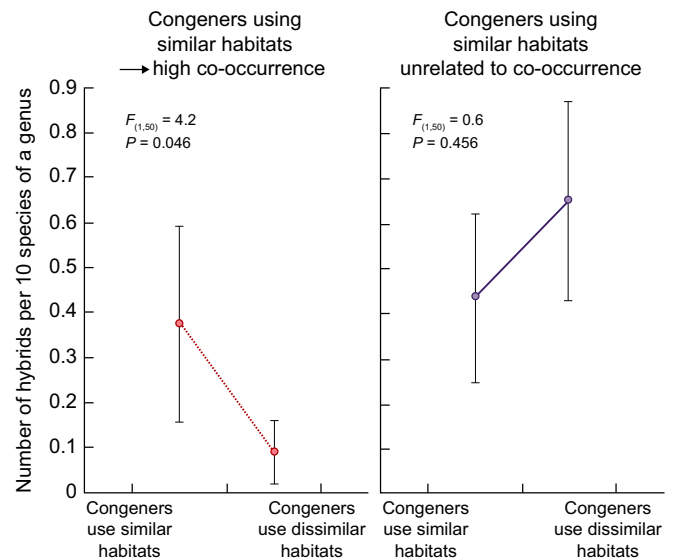 Congeners using
similar habitats
→ high co-occurrence
Congeners using
similar habitats
unrelated to co-occurrence
Number of hybrids per 10 species of a genus
0.9
0.8
0.7
0.6
0.5
0.4
0.3
0.2
0.1
0
F(1,50) = 4.2
P = 0.046
F(1,50) = 0.6
P = 0.456
Congeners
use similar
habitats
Congeners
use dissimilar
habitats
Congeners
use similar
habitats
Congeners
use dissimilar
habitats